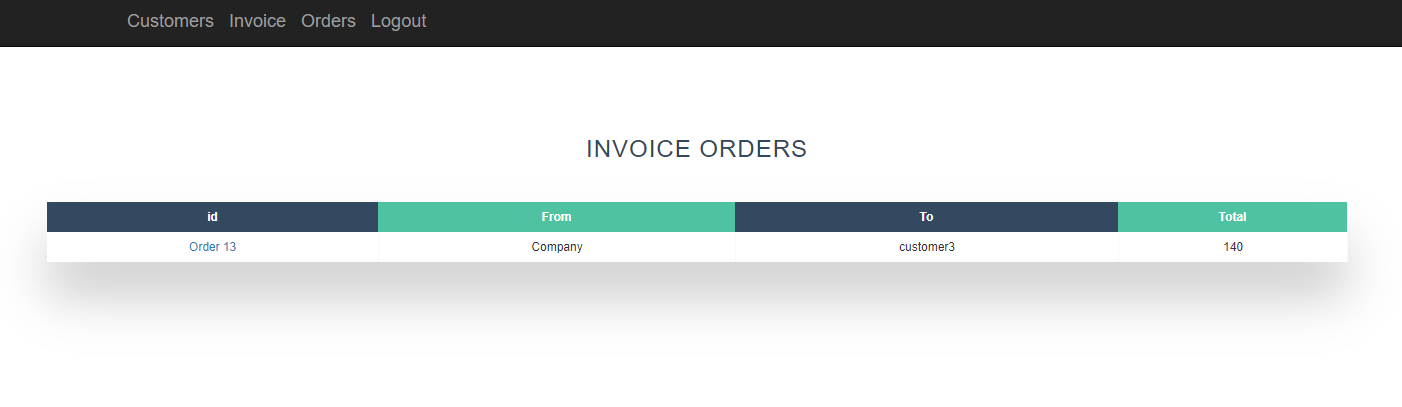 Customers Invoice Orders Logout
INVOICE ORDERS
id From To Total
Order 13 Company customer3 140